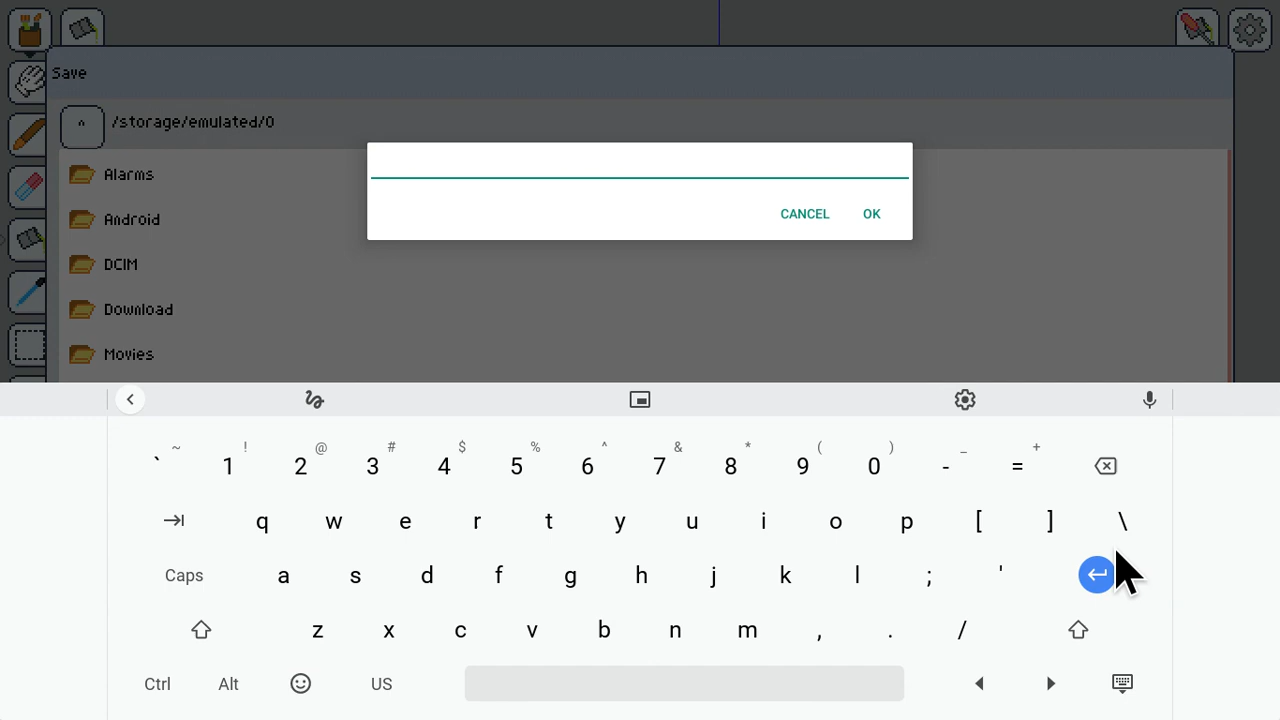 Save
^ /storage/emulated/0
Alarms
Android
DCIM
Download
Movies
CANCEL OK
~ ! @ # $ % ^ & * ( ) _ +
` 1 2 3 4 5 6 7 8 9 0 - =
q w e r t y u i o p [ ] \
Caps a s d f g h j k l ; '
z x c v b n m , . /
Ctrl Alt US